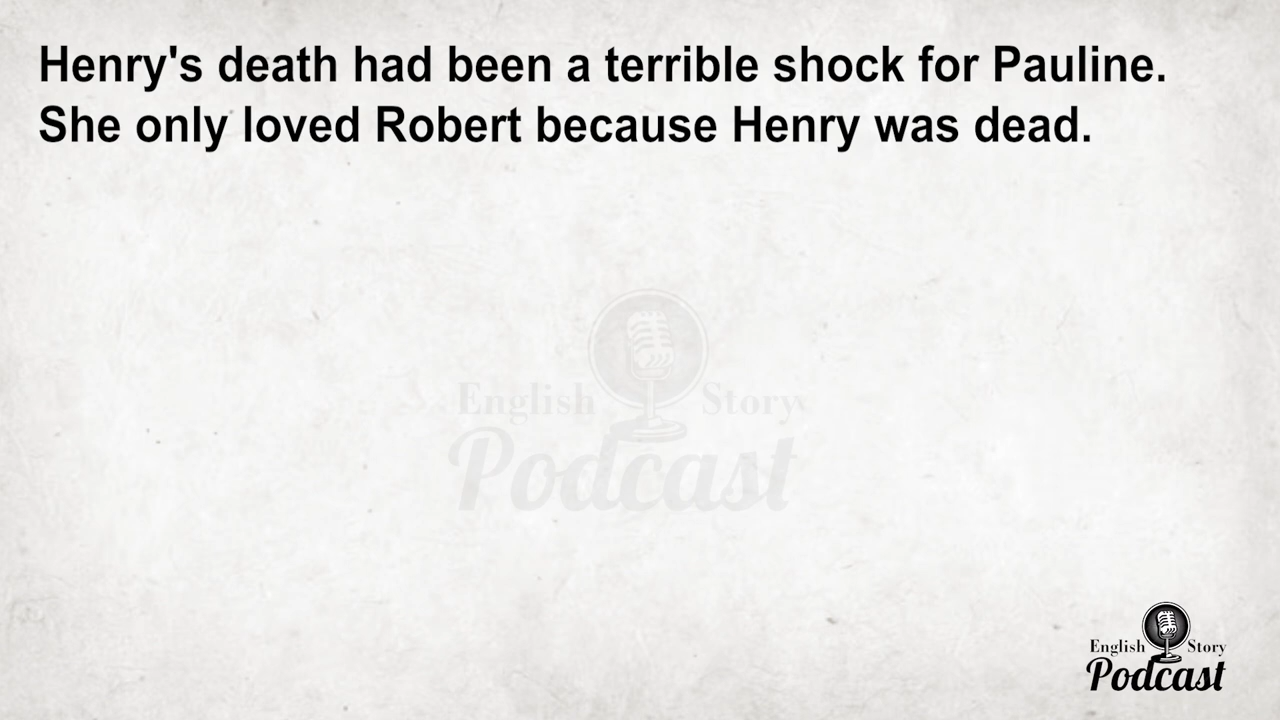 Henry's death had been a terrible shock for Pauline.
She only loved Robert because Henry was dead.
English Story
Podcast
English Story
Podcast